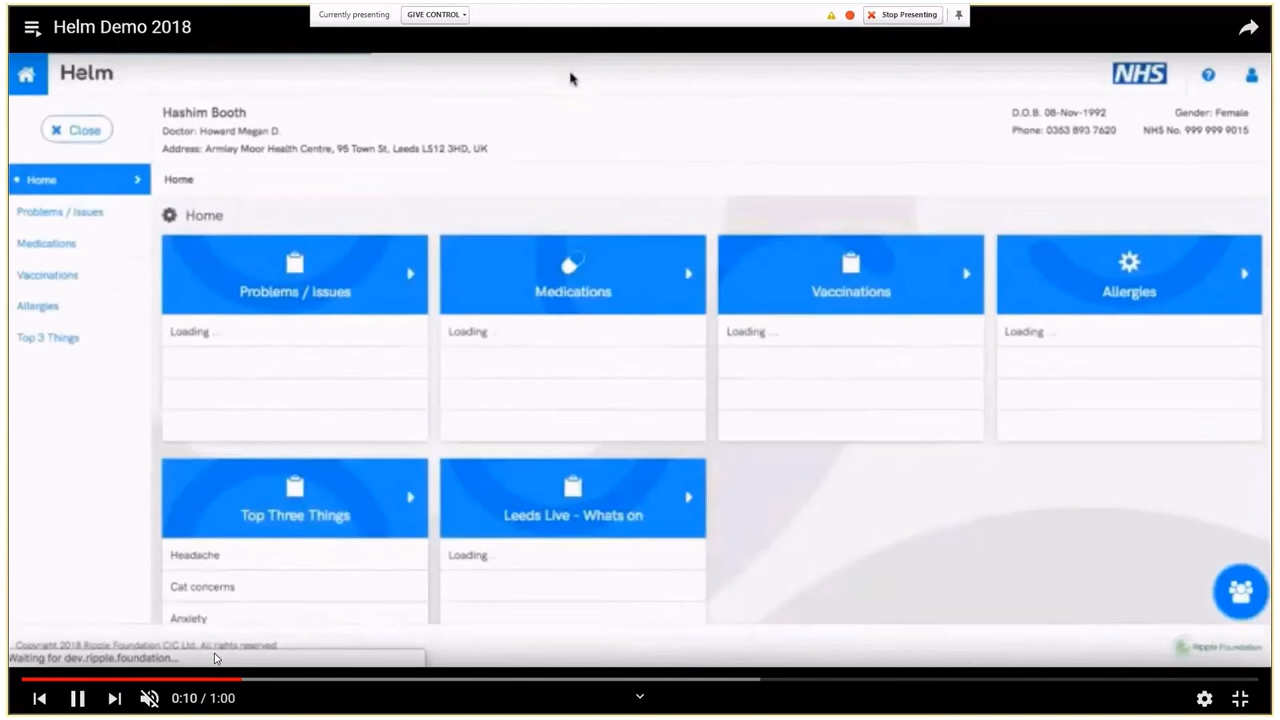 Currently presenting GIVE CONTROL Stop Presenting
Helm Demo 2018
Helm NHS
Close
Hashim Booth
Doctor: Howard Megan D.
Address: Armley Moor Health Centre, 95 Town St, Leeds LS12 3HD, UK
D.O.B. 08-Nov-1992 Gender: Female
Phone: 0353 893 7620 NHS No. 999 999 9015
Home
Problems / Issues
Medications
Vaccinations
Allergies
Top 3 Things
Home
Home
Problems / Issues
Loading ...
Medications
Loading ..
Vaccinations
Loading ...
Allergies
Loading ...
Top Three Things
Headache
Cat concerns
Anxiety
Leeds Live - Whats on
Loading..
Copyright 2018 Ripple Foundation CIC Ltd. All rights reserved
Ripple Foundation
Waiting for dev.ripple.foundation...
0:10 / 1:00